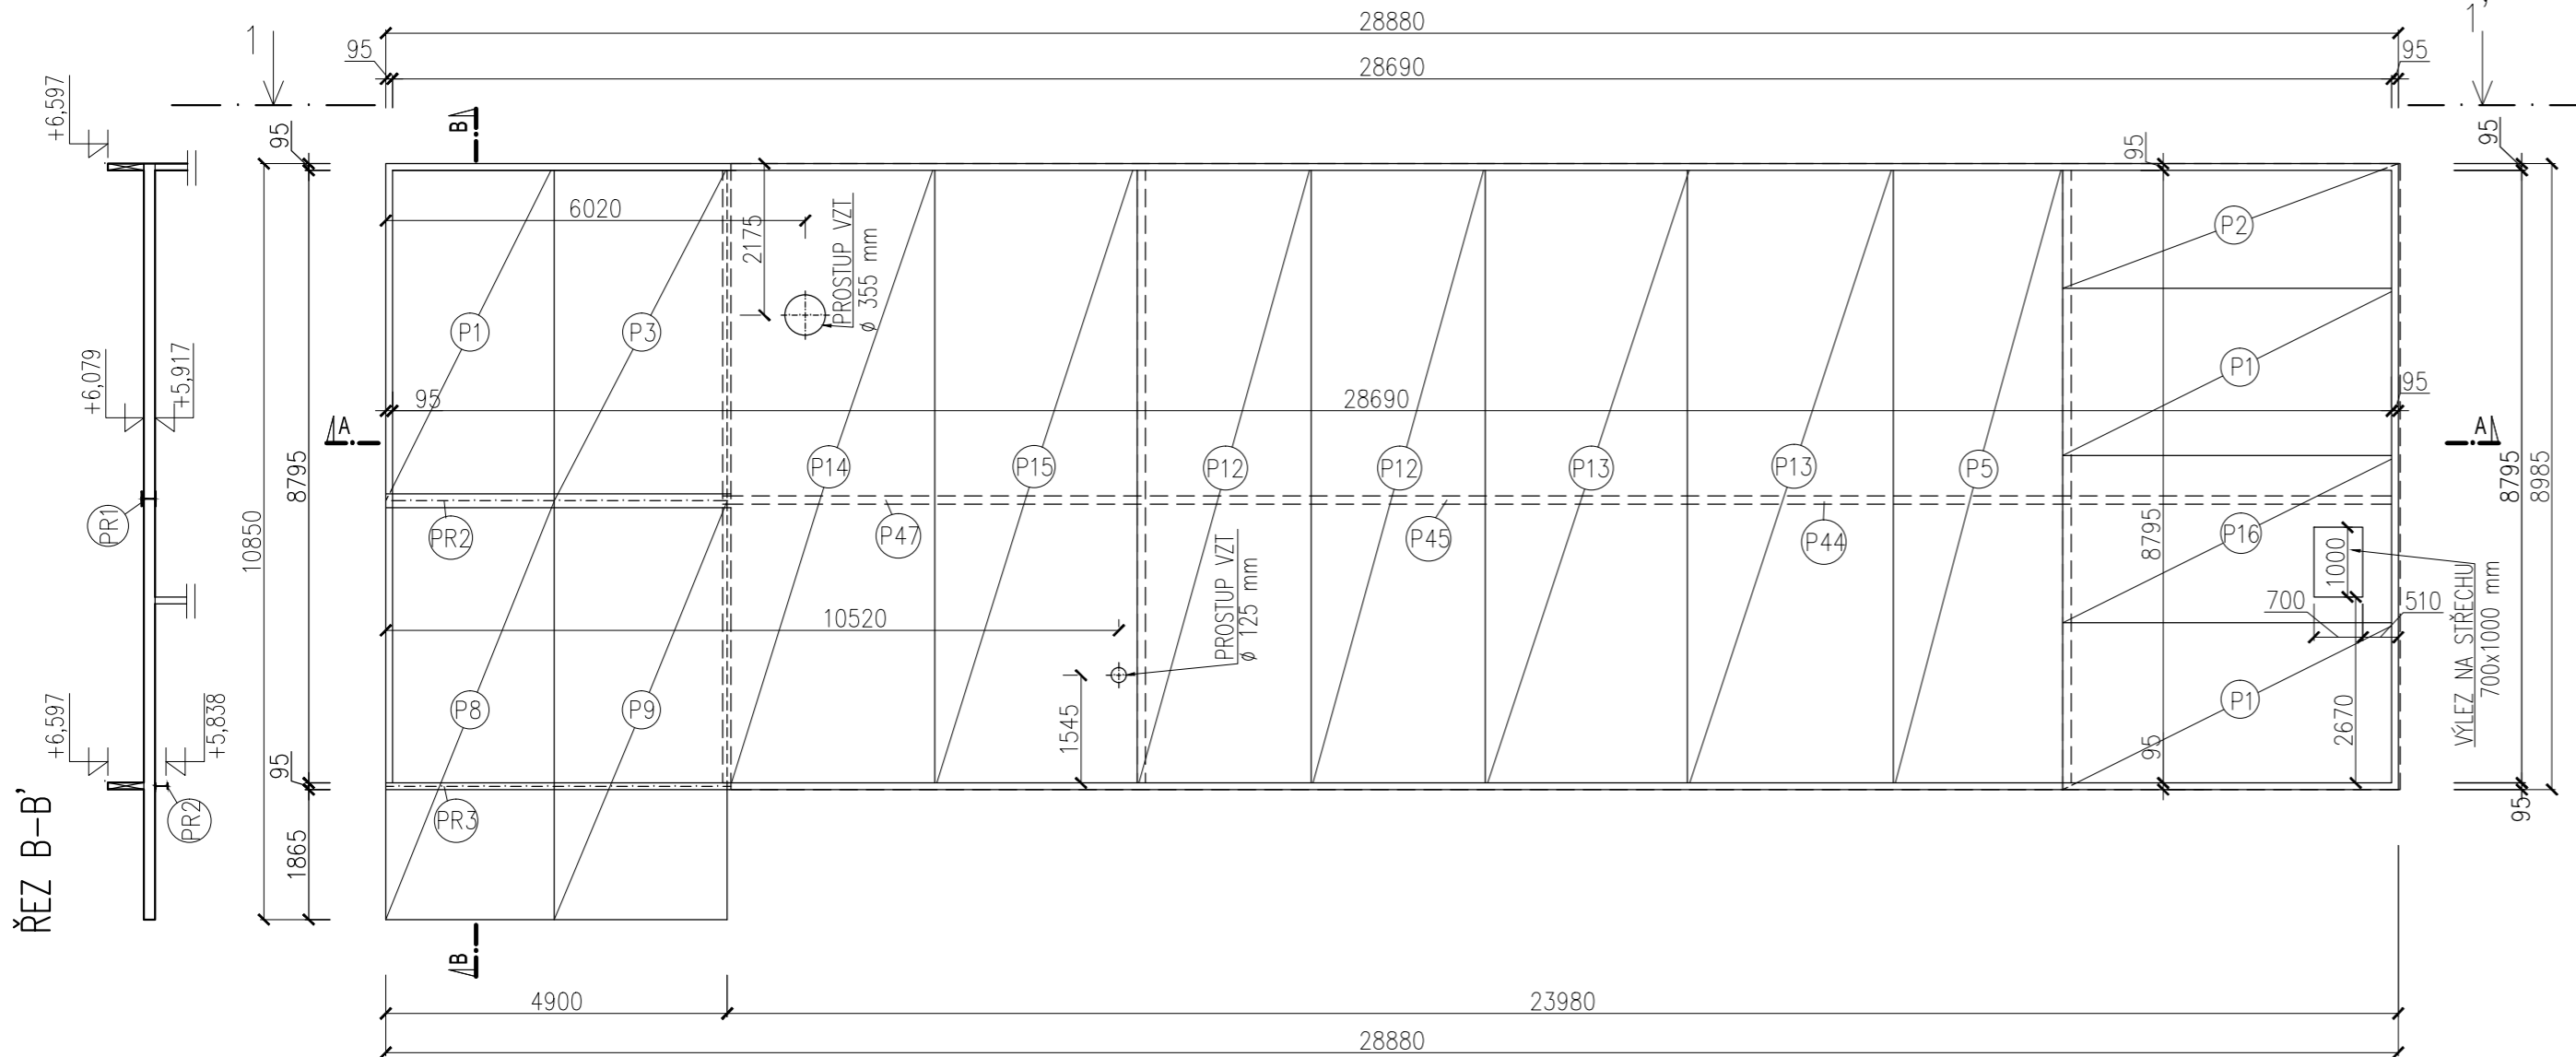 28880
1
1'
95
28690
95
+6,597
95
B
95
95
6020
2175
PROSTUP VZT
ϕ 355 mm
P2
P1
P3
P1
+6,079
+5,917
95
28690
95
A
A
8795
P14
P15
P12
P12
P13
P13
P5
8795
8985
PR1
10850
PR2
P47
P45
P44
8795
P16
1000
VÝLEZ NA STŘECHU
700x1000 mm
PROSTUP VZT
ϕ 125 mm
10520
700
510
P8
P9
1545
P1
2670
+6,597
+5,838
95
95
95
PR2
PR3
1865
ŘEZ B-B'
B
4900
23980
28880